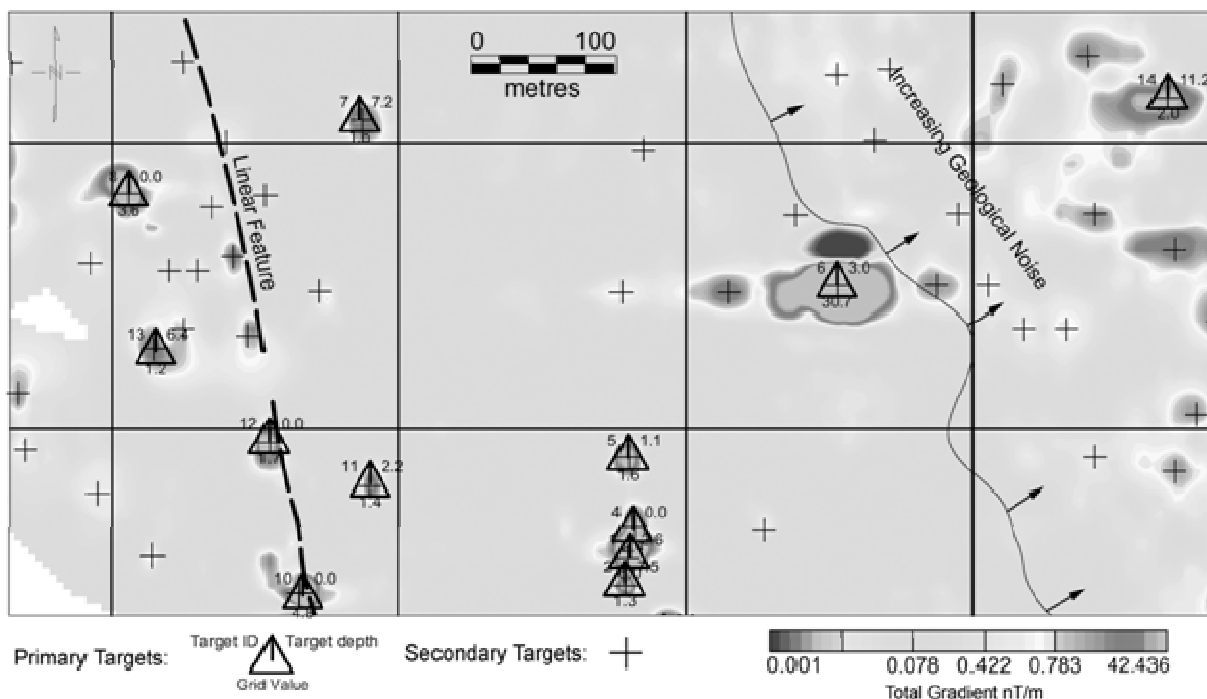 0 100
metres
N
Linear Feature
Increasing Geological Noise
7 7.2
1.6
14 11.2
2.0
0.0
3.6
6 3.0
30.7
13 6.4
1.2
12 0.0
11 2.2
1.4
5 1.1
1.6
4 0.0
1.3
10 0.0
Primary Targets:
Target ID Target depth
Grid Value
Secondary Targets:
0.001 0.078 0.422 0.783 42.436
Total Gradient nT/m